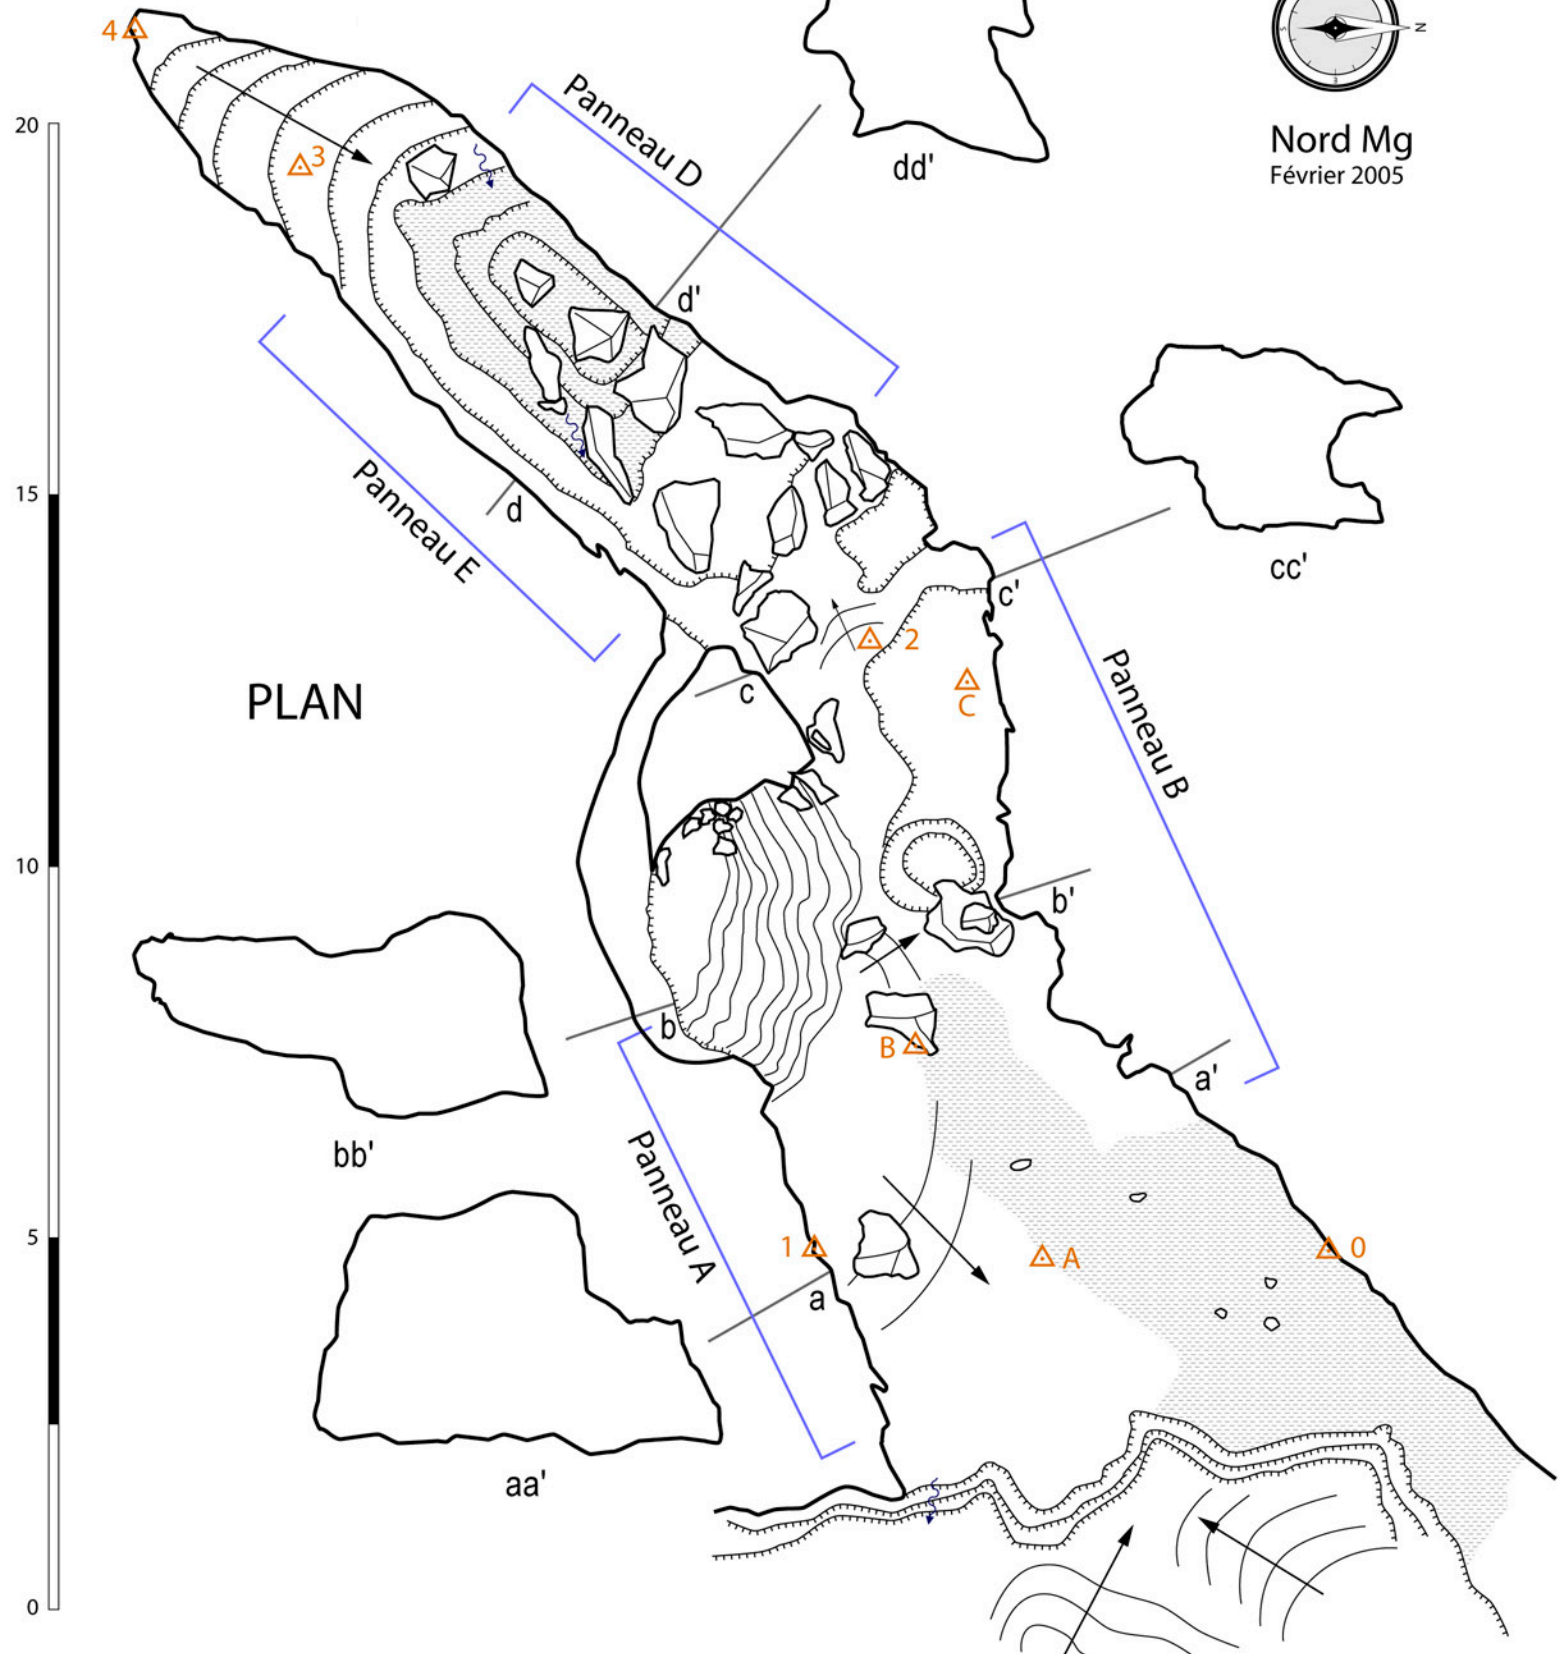 4
N
S
E
Nord Mg
Février 2005
dd'
20
3
Panneau D
d'
cc'
15
d
Panneau E
c'
2
C
c
PLAN
Panneau B
10
b'
b
B
bb'
a'
Panneau A
5
1
A
0
a
aa'
0